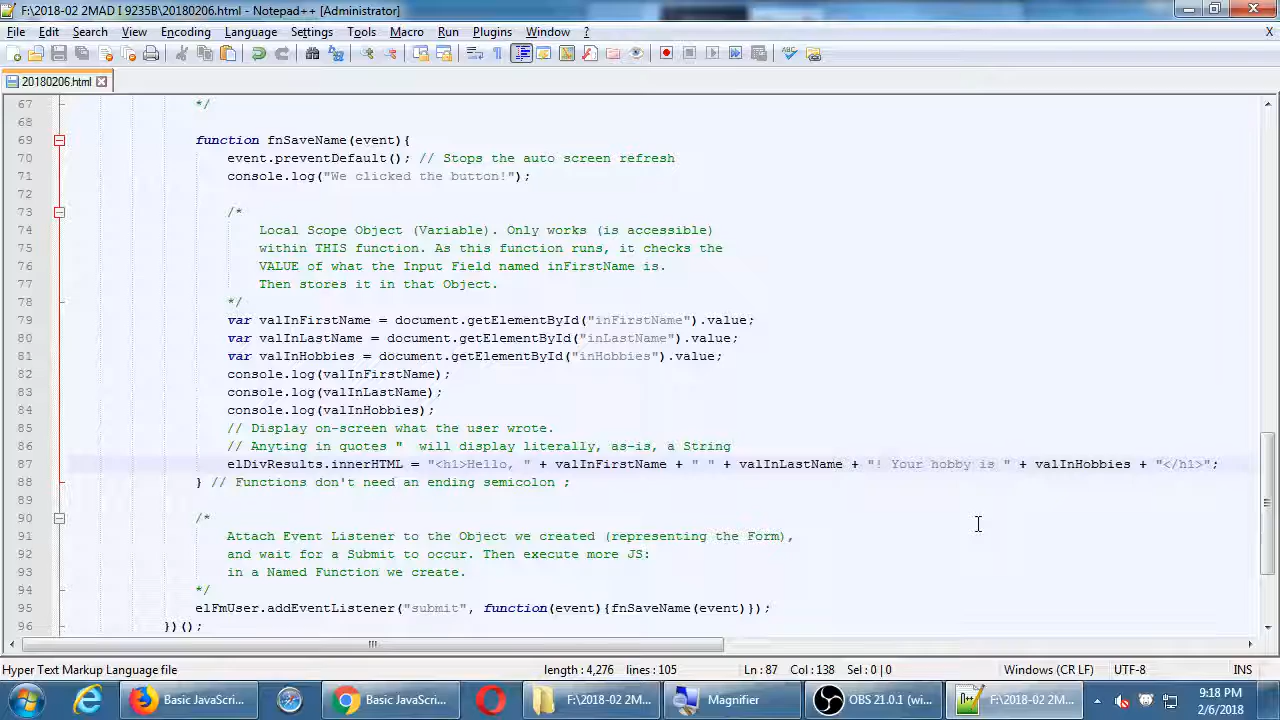 F:\2018-02 2MAD I 9235B\20180206.html - Notepad++ [Administrator]
File Edit Search View Encoding Language Settings Tools Macro Run Plugins Window ? X
20180206.html
67 */
68
69 function fnSaveName(event){
70 event.preventDefault(); // Stops the auto screen refresh
71 console.log("We clicked the button!");
72
73 /*
74 Local Scope Object (Variable). Only works (is accessible)
75 within THIS function. As this function runs, it checks the
76 VALUE of what the Input Field named inFirstName is.
77 Then stores it in that Object.
78 */
79 var valInFirstName = document.getElementById("inFirstName").value;
80 var valInLastName = document.getElementById("inLastName").value;
81 var valInHobbies = document.getElementById("inHobbies").value;
82 console.log(valInFirstName);
83 console.log(valInLastName);
84 console.log(valInHobbies);
85 // Display on-screen what the user wrote.
86 // Anyting in quotes "  will display literally, as-is, a String
87 elDivResults.innerHTML = "<h1>Hello, " + valInFirstName + " " + valInLastName + "! Your hobby is " + valInHobbies + "</h1>";
88 } // Functions don't need an ending semicolon ;
89
90 /*
91 Attach Event Listener to the Object we created (representing the Form),
92 and wait for a Submit to occur. Then execute more JS:
93 in a Named Function we create.
94 */
95 elFmUser.addEventListener("submit", function(event){fnSaveName(event)});
96 })();
Hyper Text Markup Language file length : 4,276 lines : 105 Ln : 87 Col : 138 Sel : 0 | 0 Windows (CR LF) UTF-8 INS
Basic JavaScri... Basic JavaScri... F:\2018-02 2M... Magnifier OBS 21.0.1 (wi... F:\2018-02 2M... 9:18 PM
2/6/2018